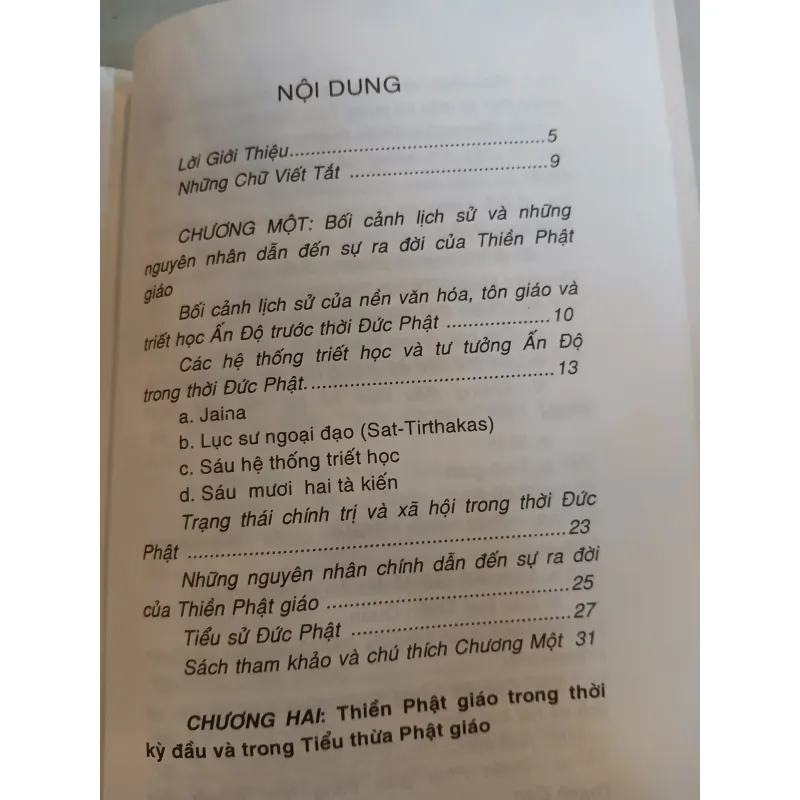 NỘI DUNG
Lời Giới Thiệu.................................................5
Những Chữ Viết Tắt ......................................9
CHƯƠNG MỘT: Bối cảnh lịch sử và những
nguyên nhân dẫn đến sự ra đời của Thiền Phật
giáo
Bối cảnh lịch sử của nền văn hóa, tôn giáo và
triết học Ấn Độ trước thời Đức Phật ....................10
Các hệ thống triết học và tư tưởng Ấn Độ
trong thời Đức Phật...............................................13
a. Jaina
b. Lục sư ngoại đạo (Sat-Tirthakas)
c. Sáu hệ thống triết học
d. Sáu mươi hai tà kiến
Trạng thái chính trị và xã hội trong thời Đức
Phật .......................................................................23
Những nguyên nhân chính dẫn đến sự ra đời
của Thiền Phật giáo ..............................................25
Tiểu sử Đức Phật ..........................................27
Sách tham khảo và chú thích Chương Một 31
CHƯƠNG HAI: Thiền Phật giáo trong thời
kỳ đầu và trong Tiểu thừa Phật giáo